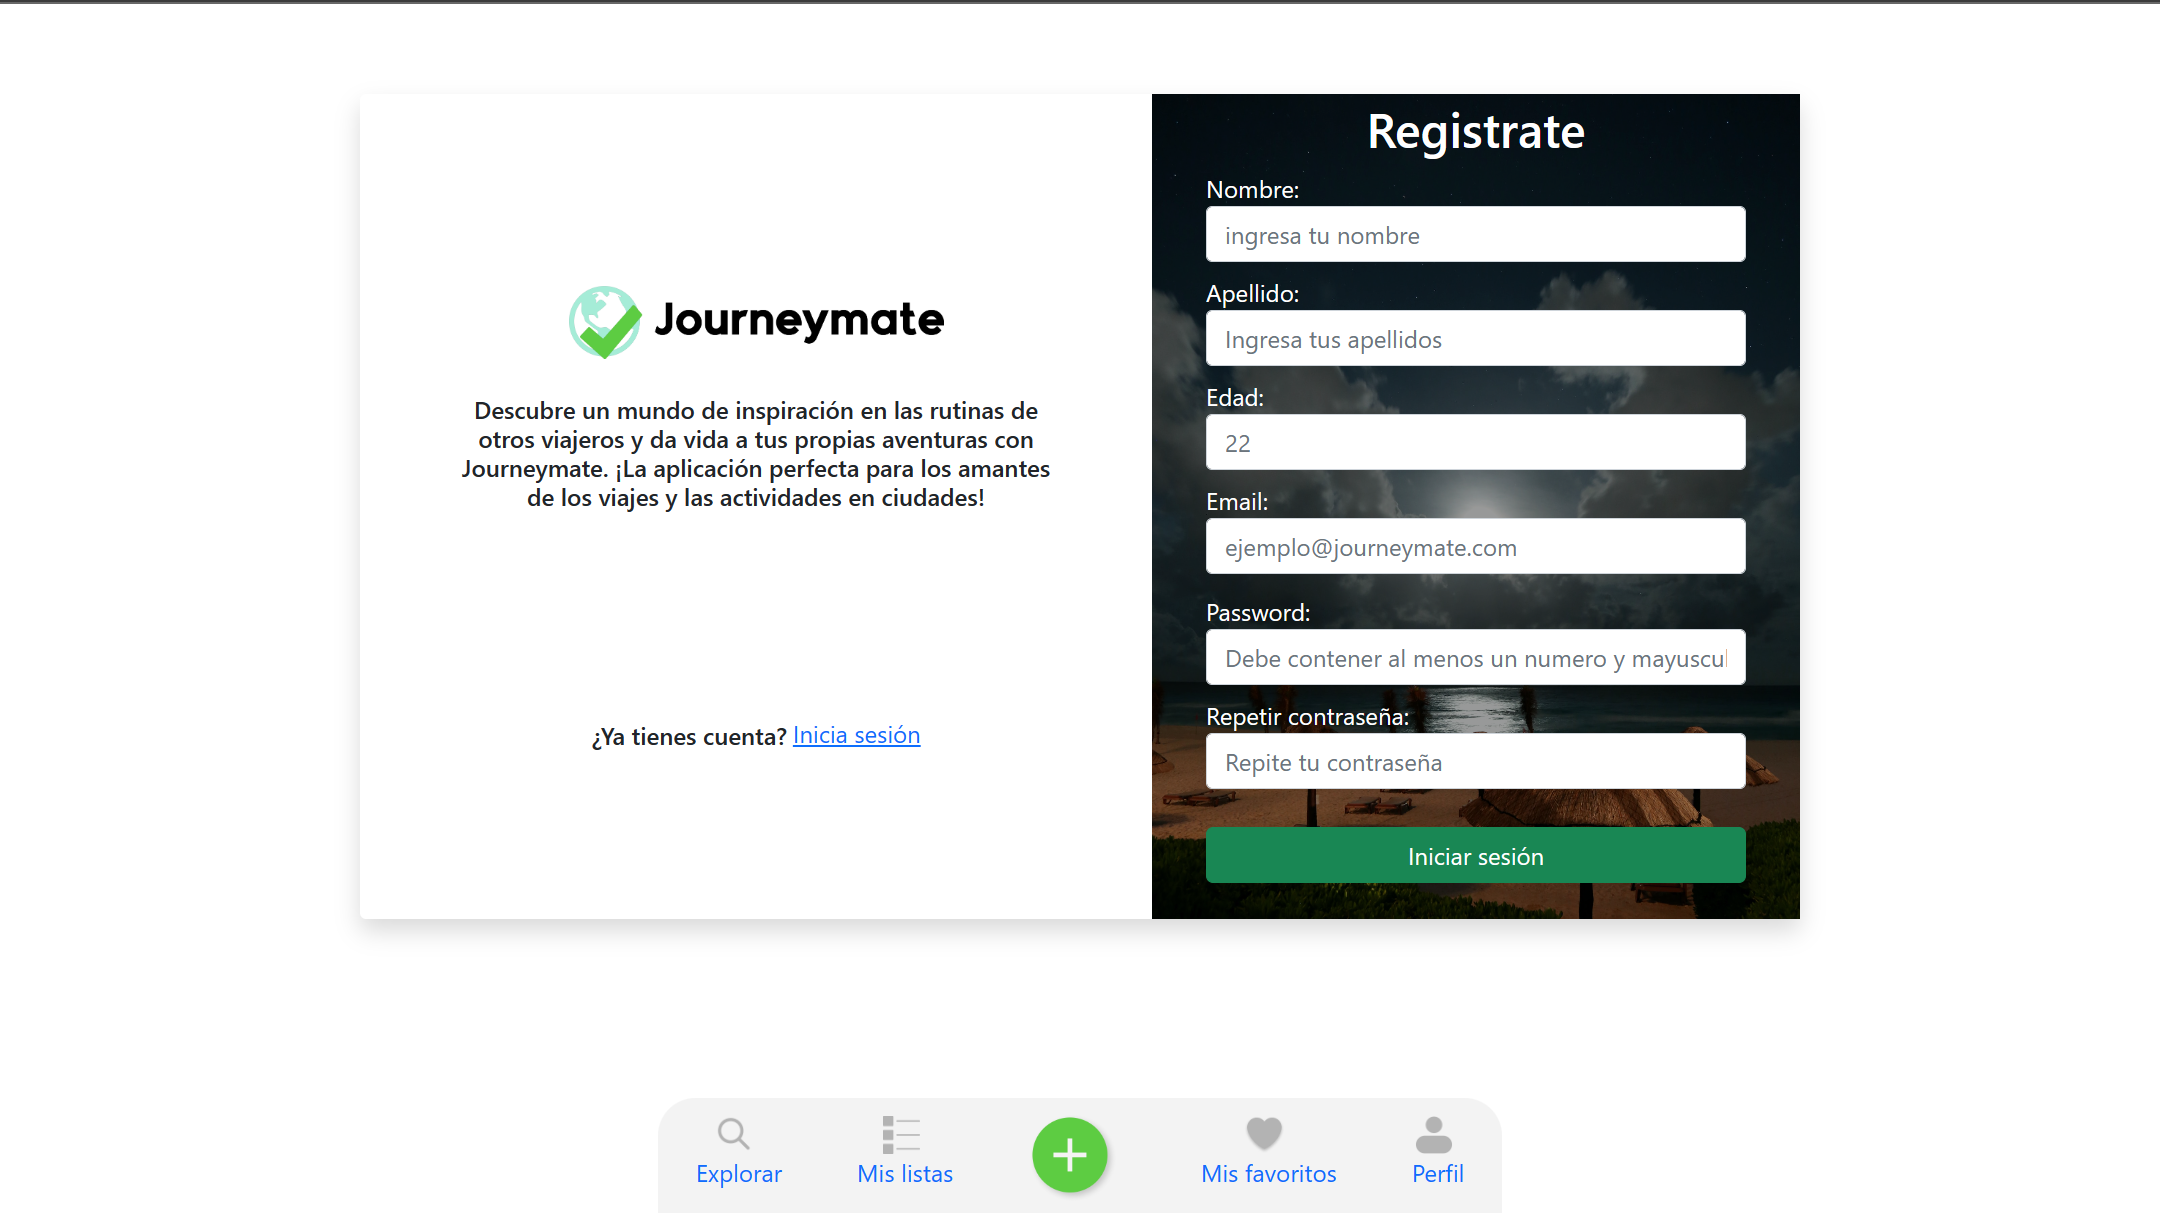 Journeymate
Descubre un mundo de inspiración en las rutinas de
otros viajeros y da vida a tus propias aventuras con
Journeymate. ¡La aplicación perfecta para los amantes
de los viajes y las actividades en ciudades!
¿Ya tienes cuenta? Inicia sesión
Registrate
Nombre:
ingresa tu nombre
Apellido:
Ingresa tus apellidos
Edad:
22
Email:
ejemplo@journeymate.com
Password:
Debe contener al menos un numero y mayuscul
Repetir contraseña:
Repite tu contraseña
Iniciar sesión
Explorar
Mis listas
Mis favoritos
Perfil